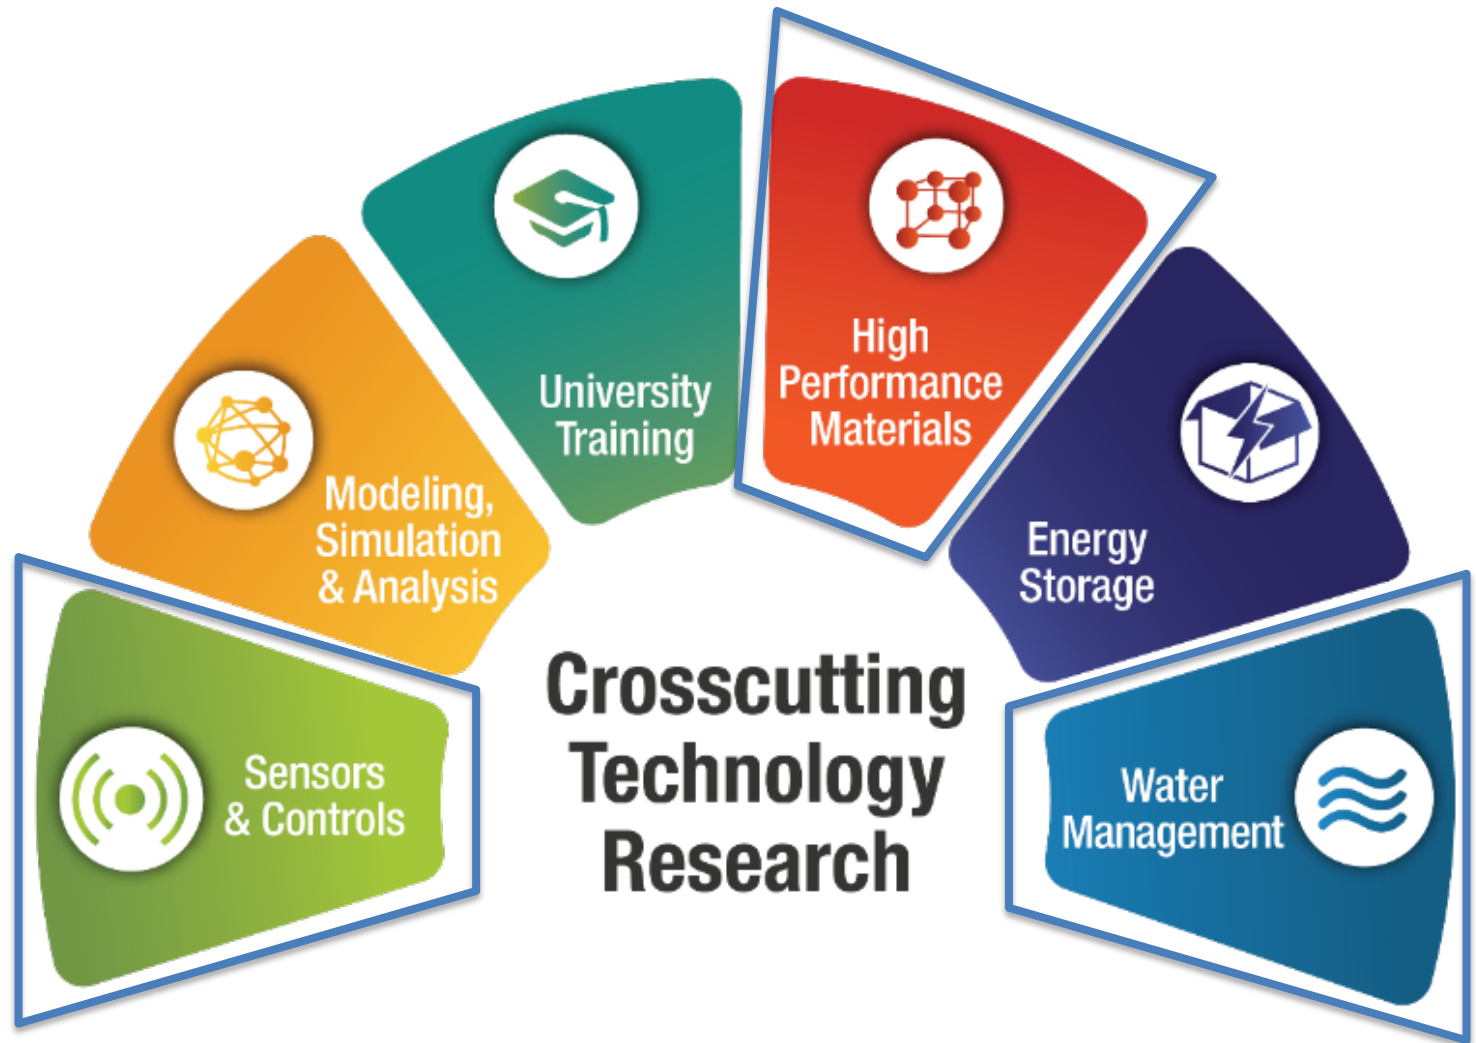 Sensors
& Controls
Modeling,
Simulation
& Analysis
University
Training
High
Performance
Materials
Energy
Storage
Water
Management
Crosscutting
Technology
Research